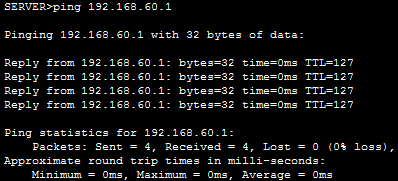 SERVER>ping 192.168.60.1
Pinging 192.168.60.1 with 32 bytes of data:
Reply from 192.168.60.1: bytes=32 time=0ms TTL=127
Reply from 192.168.60.1: bytes=32 time=0ms TTL=127
Reply from 192.168.60.1: bytes=32 time=0ms TTL=127
Reply from 192.168.60.1: bytes=32 time=0ms TTL=127
Ping statistics for 192.168.60.1:
    Packets: Sent = 4, Received = 4, Lost = 0 (0% loss),
Approximate round trip times in milli-seconds:
    Minimum = 0ms, Maximum = 0ms, Average = 0ms